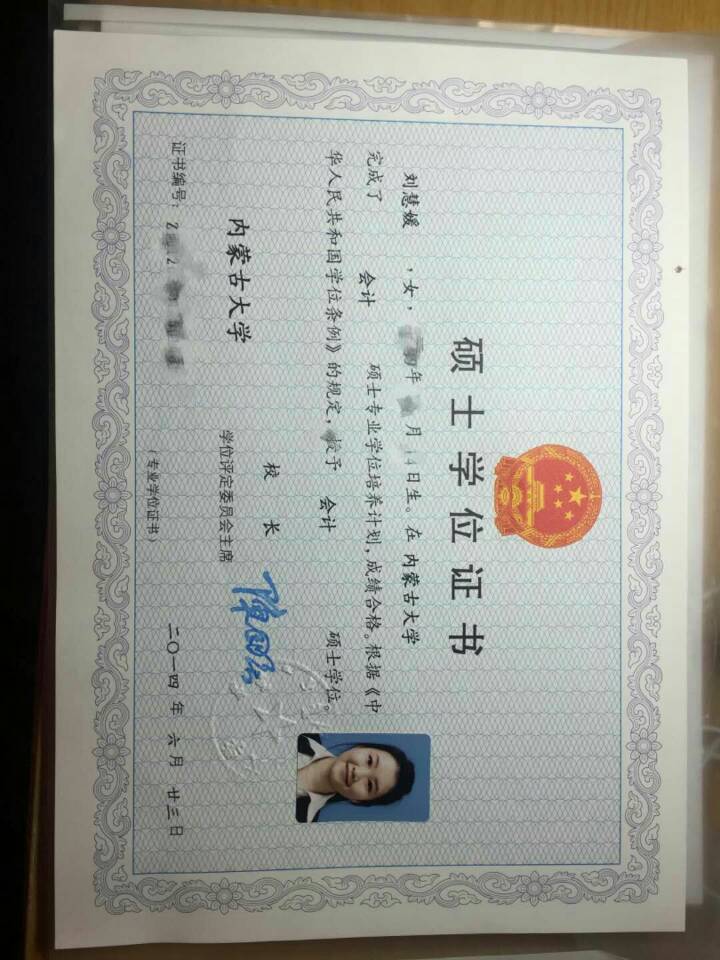 硕士学位证书
刘慧媛 ，女， 年 月14日生。在 内蒙古大学
完成了 会计 硕士专业学位培养计划，成绩合格。根据《中
华人民共和国学位条例》的规定，授予 会计 硕士学位。
内蒙古大学
校 长
学位评定委员会主席
证书编号：
二〇一四 年 六 月 廿三 日
（专业学位证书）